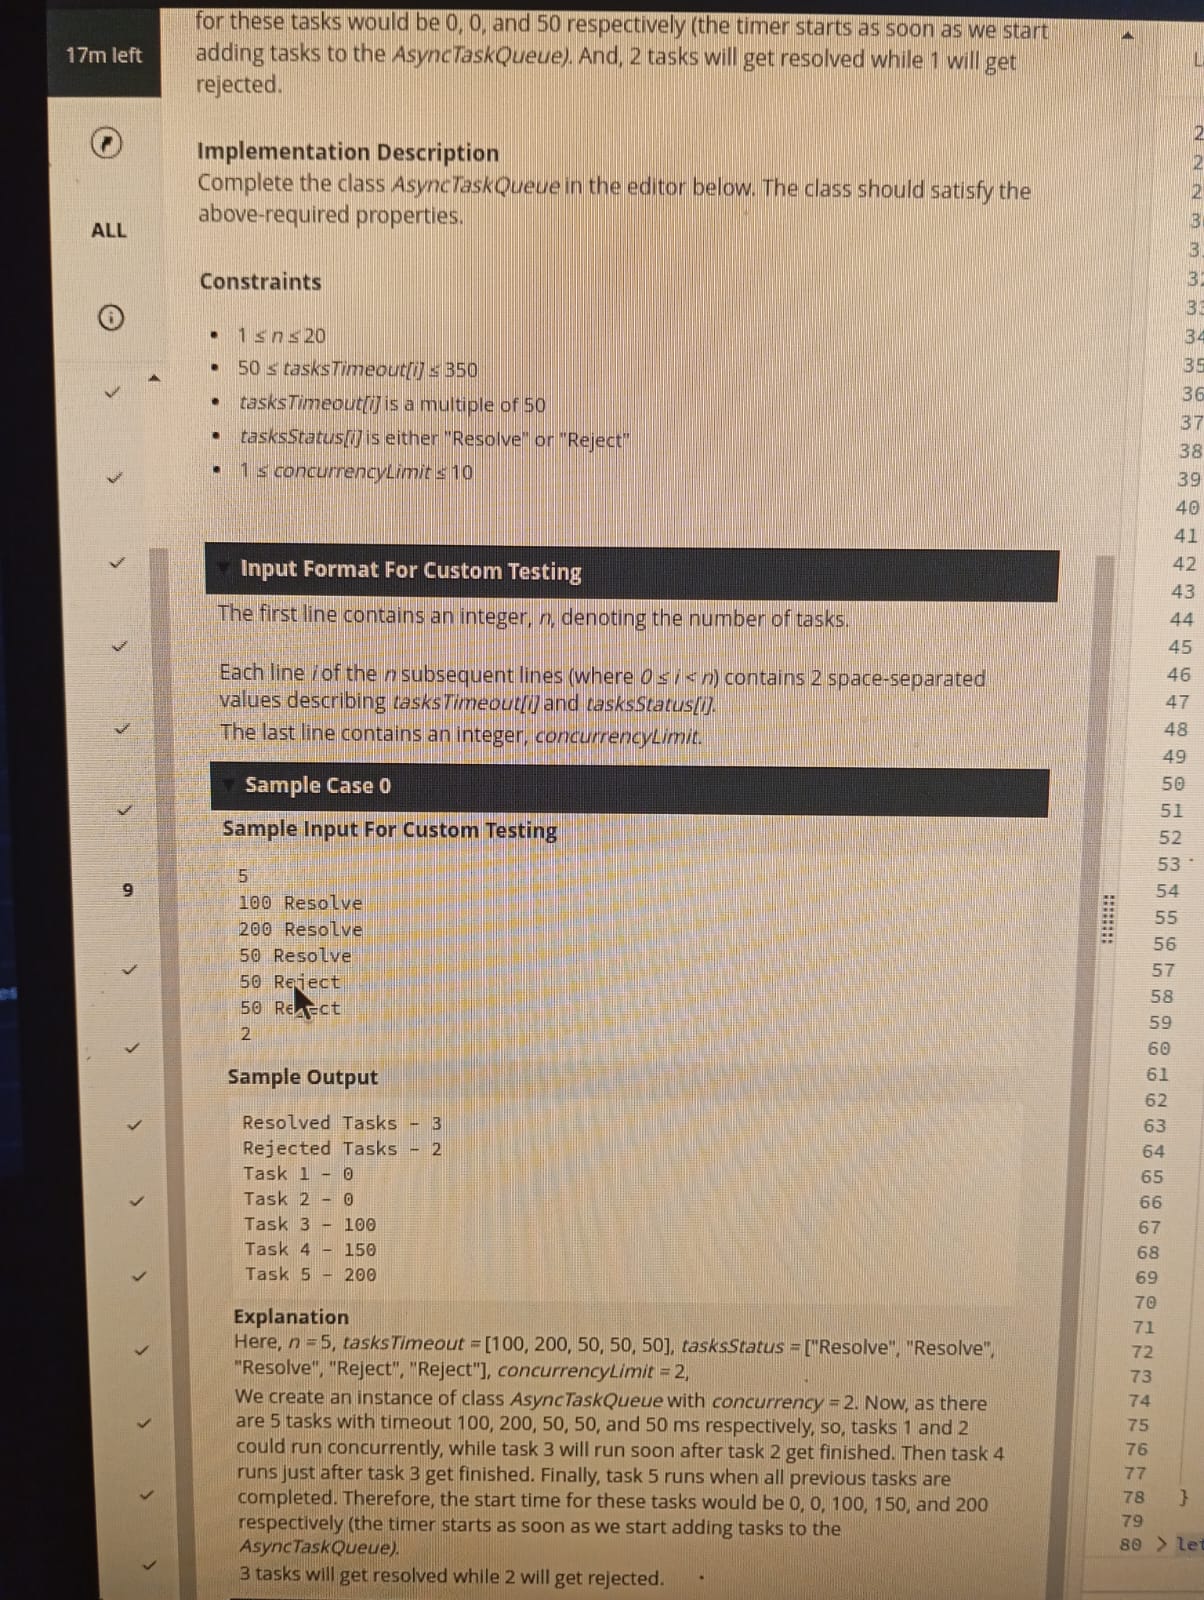 17m left
ALL
9
for these tasks would be 0, 0, and 50 respectively (the timer starts as soon as we start
adding tasks to the AsyncTaskQueue). And, 2 tasks will get resolved while 1 will get
rejected.
Implementation Description
Complete the class AsyncTaskQueue in the editor below. The class should satisfy the
above-required properties.
Constraints
• 1 ≤ n ≤ 20
• 50 ≤ tasksTimeout[i] ≤ 350
• tasksTimeout[i] is a multiple of 50
• tasksStatus[i] is either "Resolve" or "Reject"
• 1 ≤ concurrencyLimit ≤ 10
Input Format For Custom Testing
The first line contains an integer, n, denoting the number of tasks.
Each line i of the n subsequent lines (where 0 ≤ i < n) contains 2 space-separated
values describing tasksTimeout[i] and tasksStatus[i].
The last line contains an integer, concurrencyLimit.
Sample Case 0
Sample Input For Custom Testing
5
100 Resolve
200 Resolve
50 Resolve
50 Reject
50 Reject
2
Sample Output
Resolved Tasks - 3
Rejected Tasks - 2
Task 1 - 0
Task 2 - 0
Task 3 - 100
Task 4 - 150
Task 5 - 200
Explanation
Here, n = 5, tasksTimeout = [100, 200, 50, 50, 50], tasksStatus = ["Resolve", "Resolve",
"Resolve", "Reject", "Reject"], concurrencyLimit = 2,
We create an instance of class AsyncTaskQueue with concurrency = 2. Now, as there
are 5 tasks with timeout 100, 200, 50, 50, and 50 ms respectively, so, tasks 1 and 2
could run concurrently, while task 3 will run soon after task 2 get finished. Then task 4
runs just after task 3 get finished. Finally, task 5 runs when all previous tasks are
completed. Therefore, the start time for these tasks would be 0, 0, 100, 150, and 200
respectively (the timer starts as soon as we start adding tasks to the
AsyncTaskQueue).
3 tasks will get resolved while 2 will get rejected.
34
35
36
37
38
39
40
41
42
43
44
45
46
47
48
49
50
51
52
53
54
55
56
57
58
59
60
61
62
63
64
65
66
67
68
69
70
71
72
73
74
75
76
77
78 }
79
80 > let